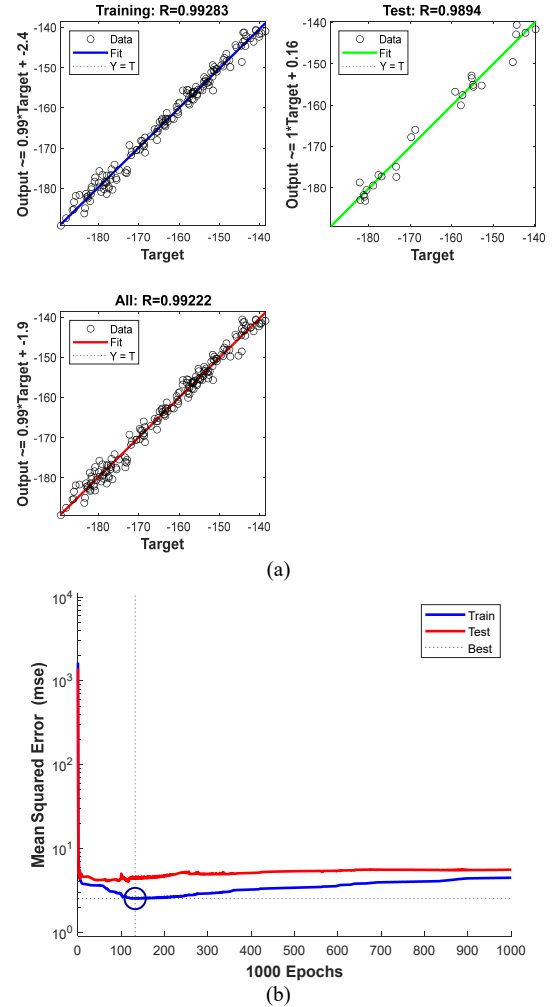 Training: R=0.99283
Output ~= 0.99*Target + -2.4
-140
-150
-160
-170
-180
Data
Fit
Y = T
-180
-170
-160
-150
-140
Target
Test: R=0.9894
Output ~= 1*Target + 0.16
-140
-150
-160
-170
-180
Data
Fit
Y = T
-180
-170
-160
-150
-140
Target
All: R=0.99222
Output ~= 0.99*Target + -1.9
-140
-150
-160
-170
-180
Data
Fit
Y = T
-180
-170
-160
-150
-140
Target
(a)
Mean Squared Error (mse)
10^4
10^3
10^2
10^1
10^0
Train
Test
Best
0
100
200
300
400
500
600
700
800
900
1000
1000 Epochs
(b)